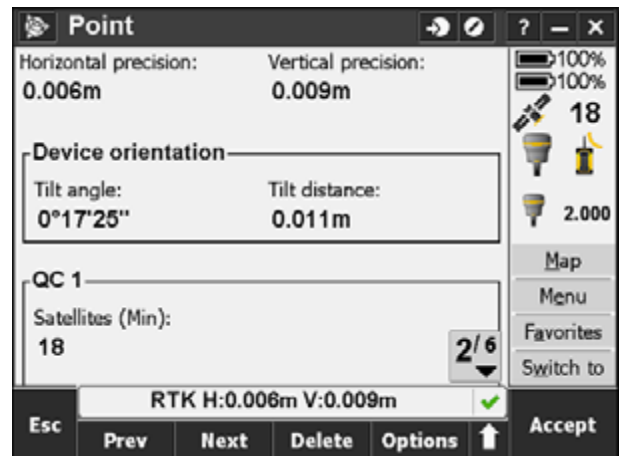 Point
? – x
Horizontal precision: Vertical precision:
0.006m 0.009m
100%
100%
18
Device orientation
Tilt angle: Tilt distance:
0°17'25" 0.011m
2.000
QC 1
Satellites (Min):
18
2/6
Map
Menu
Favorites
Switch to
RTK H:0.006m V:0.009m
Esc Prev Next Delete Options Accept